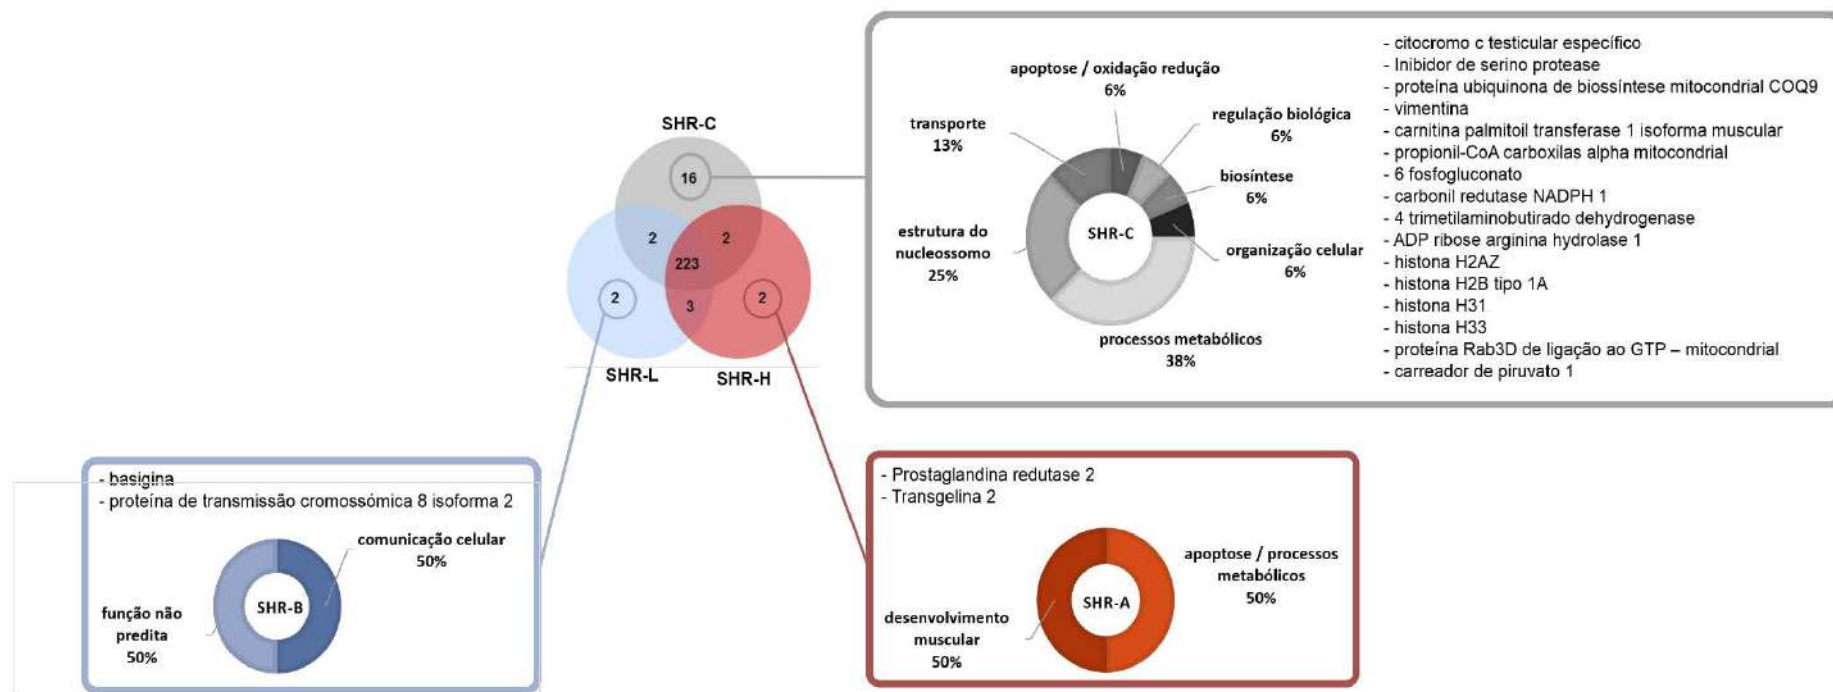 SHR-C
16
2
2
223
2
3
2
SHR-L
SHR-H
apoptose / oxidação redução
6%
regulação biológica
6%
transporte
13%
biosíntese
6%
estrutura do
nucleossomo
25%
SHR-C
organização celular
6%
processos metabólicos
38%
- citocromo c testicular específico
- Inibidor de serino protease
- proteína ubiquinona de biossíntese mitocondrial COQ9
- vimentina
- carnitina palmitoil transferase 1 isoforma muscular
- propionil-CoA carboxilas alpha mitocondrial
- 6 fosfogluconato
- carbonil redutase NADPH 1
- 4 trimetilaminobutirado dehydrogenase
- ADP ribose arginina hydrolase 1
- histona H2AZ
- histona H2B tipo 1A
- histona H31
- histona H33
- proteína Rab3D de ligação ao GTP – mitocondrial
- carreador de piruvato 1
- basigina
- proteína de transmissão cromossómica 8 isoforma 2
comunicação celular
50%
SHR-B
função não
predita
50%
- Prostaglandina redutase 2
- Transgelina 2
apoptose / processos
metabólicos
50%
SHR-A
desenvolvimento
muscular
50%